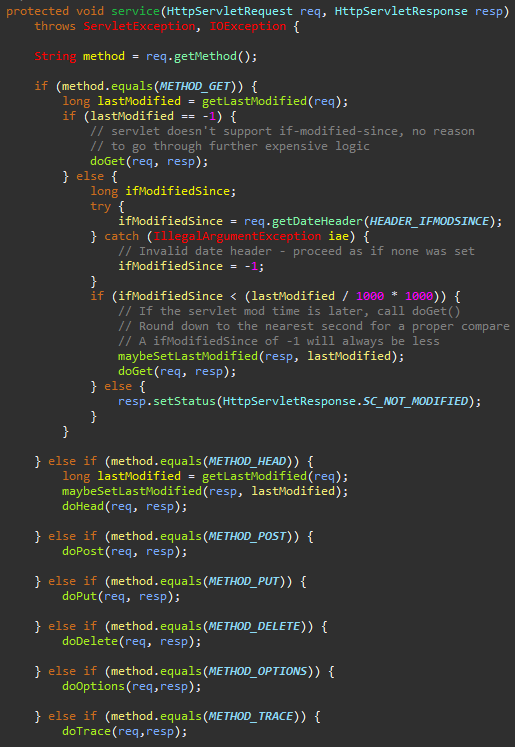 protected void service(HttpServletRequest req, HttpServletResponse resp)
    throws ServletException, IOException {

    String method = req.getMethod();

    if (method.equals(METHOD_GET)) {
        long lastModified = getLastModified(req);
        if (lastModified == -1) {
            // servlet doesn't support if-modified-since, no reason
            // to go through further expensive logic
            doGet(req, resp);
        } else {
            long ifModifiedSince;
            try {
                ifModifiedSince = req.getDateHeader(HEADER_IFMODSINCE);
            } catch (IllegalArgumentException iae) {
                // Invalid date header - proceed as if none was set
                ifModifiedSince = -1;
            }
            if (ifModifiedSince < (lastModified / 1000 * 1000)) {
                // If the servlet mod time is later, call doGet()
                // Round down to the nearest second for a proper compare
                // A ifModifiedSince of -1 will always be less
                maybeSetLastModified(resp, lastModified);
                doGet(req, resp);
            } else {
                resp.setStatus(HttpServletResponse.SC_NOT_MODIFIED);
            }
        }

    } else if (method.equals(METHOD_HEAD)) {
        long lastModified = getLastModified(req);
        maybeSetLastModified(resp, lastModified);
        doHead(req, resp);

    } else if (method.equals(METHOD_POST)) {
        doPost(req, resp);

    } else if (method.equals(METHOD_PUT)) {
        doPut(req, resp);

    } else if (method.equals(METHOD_DELETE)) {
        doDelete(req, resp);

    } else if (method.equals(METHOD_OPTIONS)) {
        doOptions(req,resp);

    } else if (method.equals(METHOD_TRACE)) {
        doTrace(req,resp);